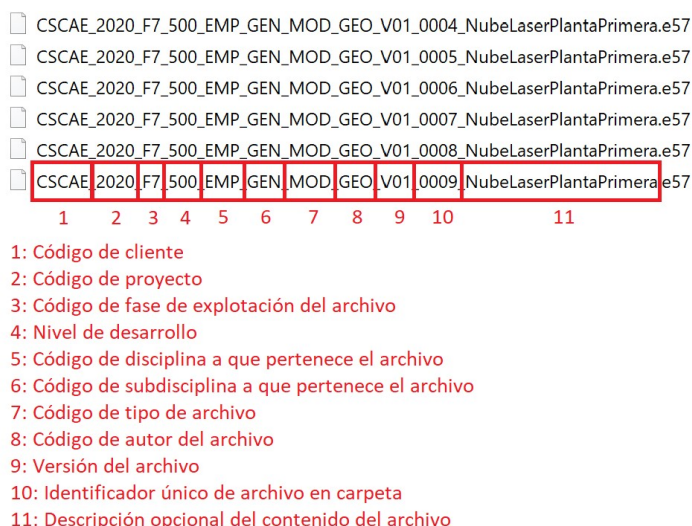 CSCAE_2020_F7_500_EMP_GEN_MOD_GEO_V01_0004_NubeLaserPlantaPrimera.e57
CSCAE_2020_F7_500_EMP_GEN_MOD_GEO_V01_0005_NubeLaserPlantaPrimera.e57
CSCAE_2020_F7_500_EMP_GEN_MOD_GEO_V01_0006_NubeLaserPlantaPrimera.e57
CSCAE_2020_F7_500_EMP_GEN_MOD_GEO_V01_0007_NubeLaserPlantaPrimera.e57
CSCAE_2020_F7_500_EMP_GEN_MOD_GEO_V01_0008_NubeLaserPlantaPrimera.e57
CSCAE_2020_F7_500_EMP_GEN_MOD_GEO_V01_0009_NubeLaserPlantaPrimera.e57
1 2 3 4 5 6 7 8 9 10 11
1: Código de cliente
2: Código de proyecto
3: Código de fase de explotación del archivo
4: Nivel de desarrollo
5: Código de disciplina a que pertenece el archivo
6: Código de subdisciplina a que pertenece el archivo
7: Código de tipo de archivo
8: Código de autor del archivo
9: Versión del archivo
10: Identificador único de archivo en carpeta
11: Descripción opcional del contenido del archivo